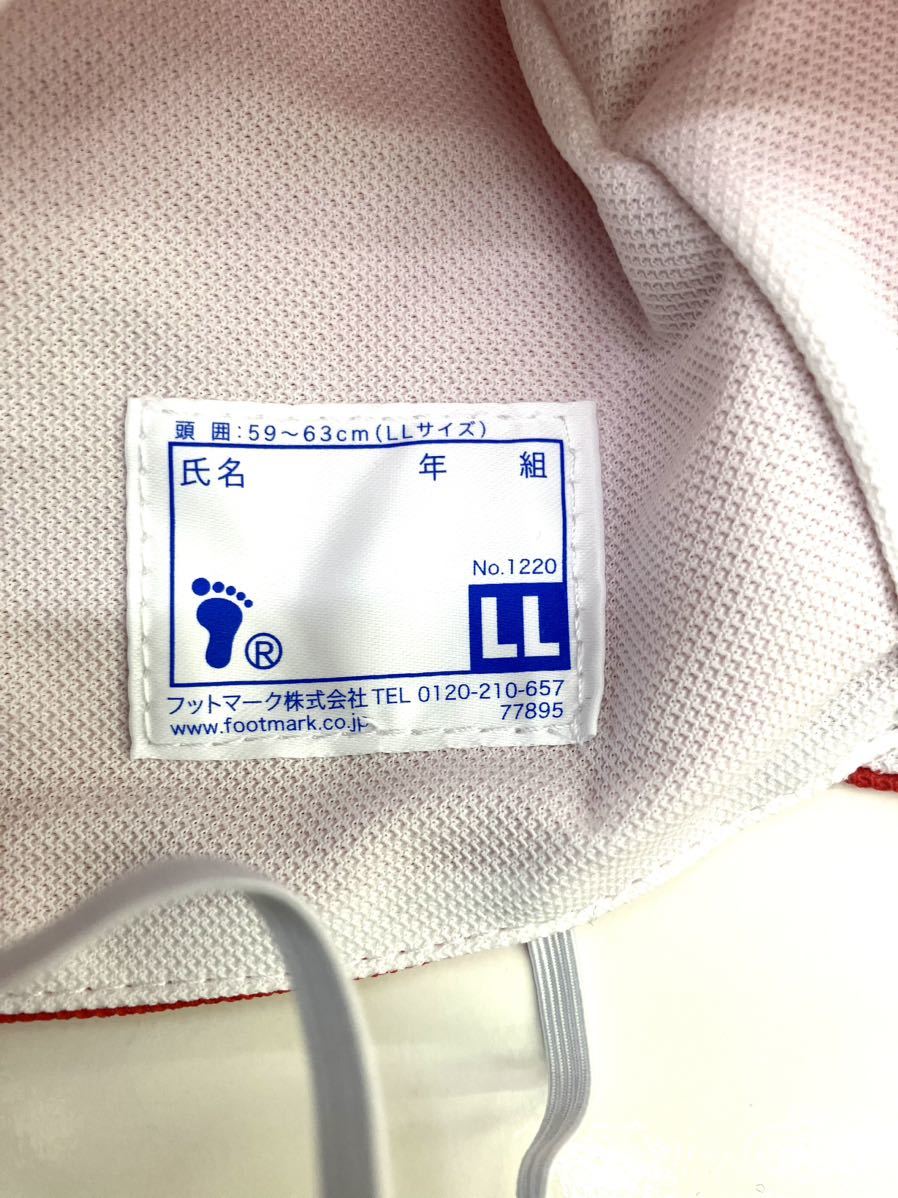 頭 囲:59〜63cm(LLサイズ)
氏名 年 組
No.1220
LL
®
フットマーク株式会社 TEL 0120-210-657
www.footmark.co.jp 77895